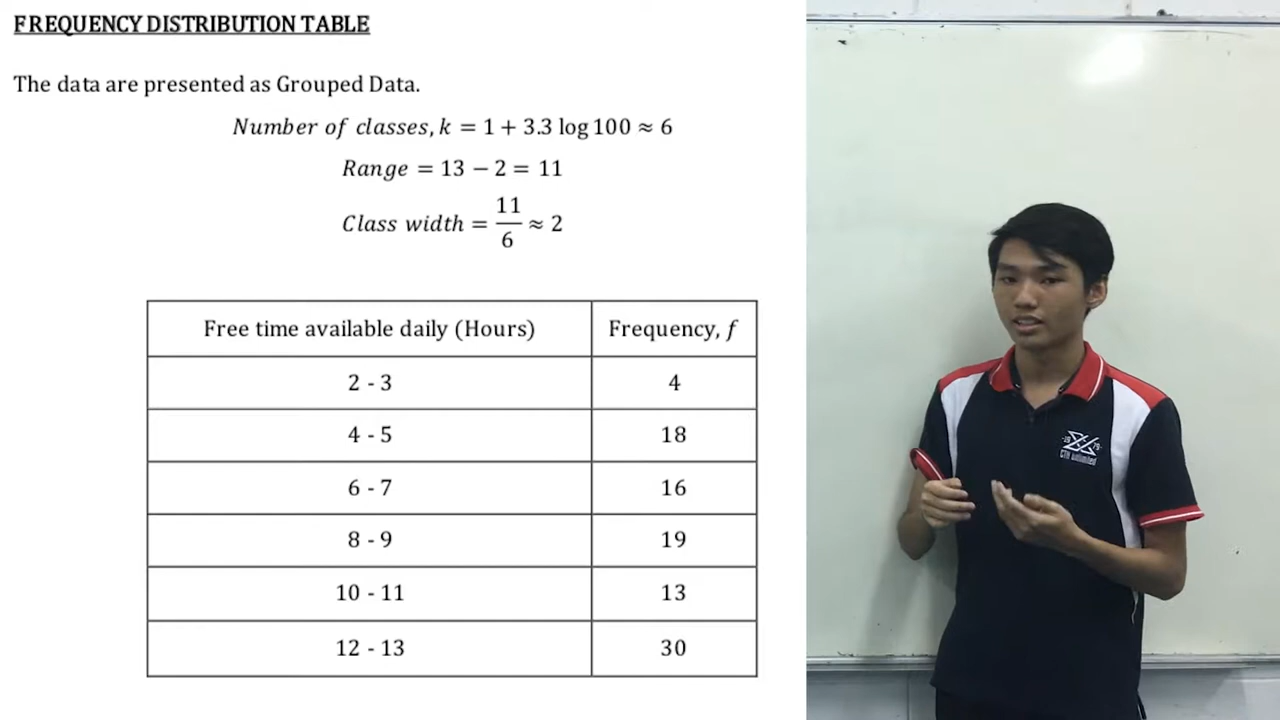 FREQUENCY DISTRIBUTION TABLE
The data are presented as Grouped Data.
Number of classes, k = 1 + 3.3 log 100 ≈ 6
Range = 13 − 2 = 11
Class width = 11/6 ≈ 2
Free time available daily (Hours) Frequency, f
2 - 3 4
4 - 5 18
6 - 7 16
8 - 9 19
10 - 11 13
12 - 13 30